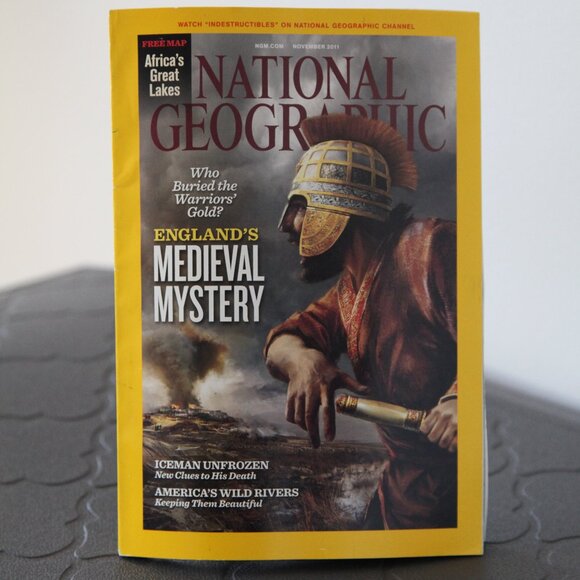 WATCH "INDESTRUCTIBLES" ON NATIONAL GEOGRAPHIC CHANNEL
FREE MAP
Africa's
Great
Lakes
NGM.COM NOVEMBER 2011
NATIONAL
GEOGRAPHIC
Who
Buried the
Warriors'
Gold?
ENGLAND'S
MEDIEVAL
MYSTERY
ICEMAN UNFROZEN
New Clues to His Death
AMERICA'S WILD RIVERS
Keeping Them Beautiful